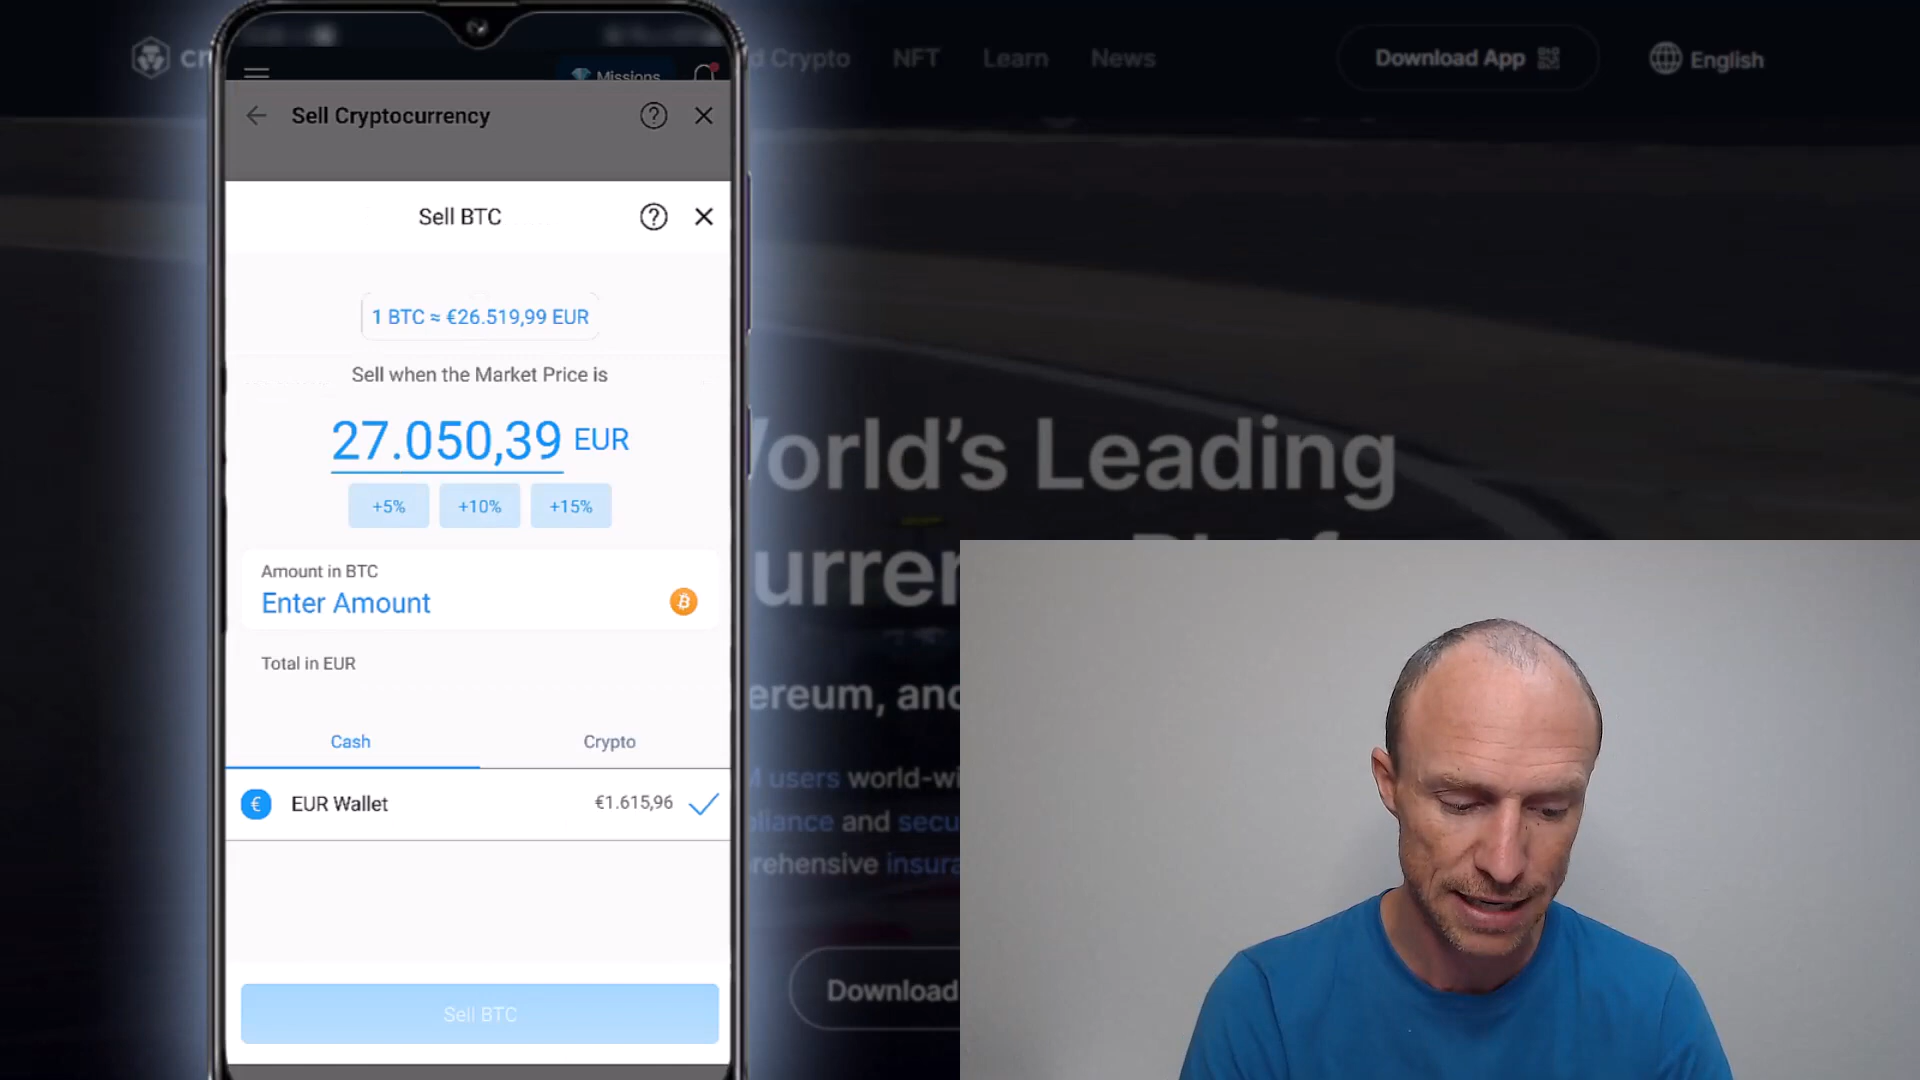 Missions
Sell Cryptocurrency
Sell BTC
1 BTC ≈ €26.519,99 EUR
Sell when the Market Price is
27.050,39 EUR
+5% +10% +15%
Amount in BTC
Enter Amount
Total in EUR
Cash Crypto
EUR Wallet €1.615,96
Sell BTC
Crypto NFT Learn News Download App English
World's Leading
ereum, and
users world-wi
and secu
rehensive insura
Download